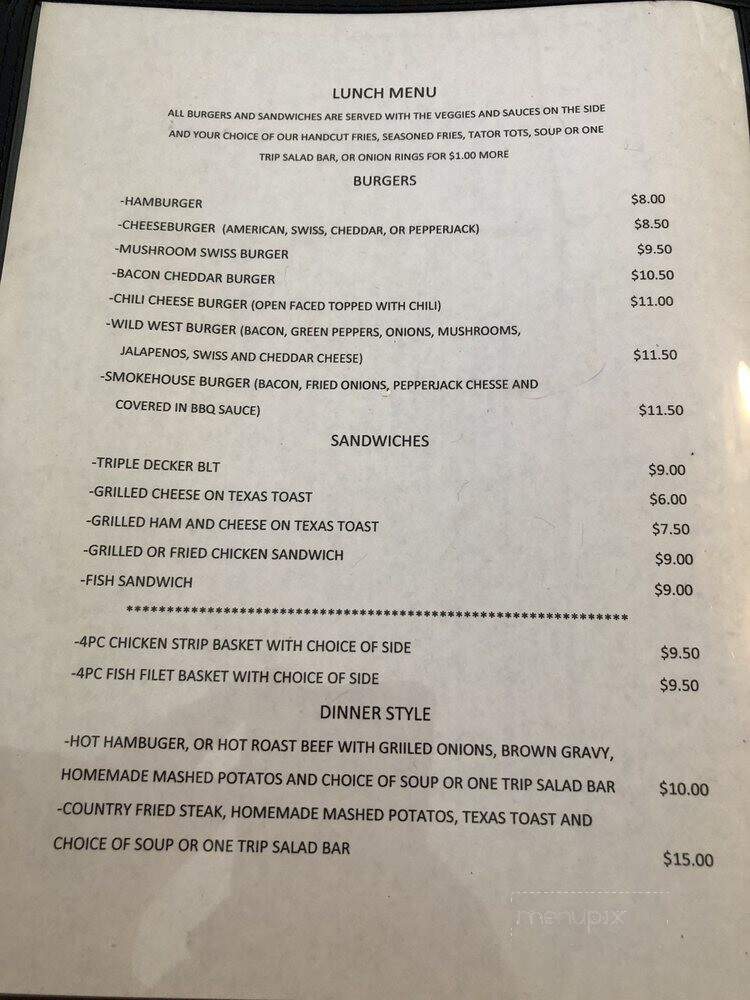 LUNCH MENU
ALL BURGERS AND SANDWICHES ARE SERVED WITH THE VEGGIES AND SAUCES ON THE SIDE
AND YOUR CHOICE OF OUR HANDCUT FRIES, SEASONED FRIES, TATOR TOTS, SOUP OR ONE
TRIP SALAD BAR, OR ONION RINGS FOR $1.00 MORE
BURGERS
-HAMBURGER $8.00
-CHEESEBURGER (AMERICAN, SWISS, CHEDDAR, OR PEPPERJACK) $8.50
-MUSHROOM SWISS BURGER $9.50
-BACON CHEDDAR BURGER $10.50
-CHILI CHEESE BURGER (OPEN FACED TOPPED WITH CHILI) $11.00
-WILD WEST BURGER (BACON, GREEN PEPPERS, ONIONS, MUSHROOMS,
JALAPENOS, SWISS AND CHEDDAR CHEESE) $11.50
-SMOKEHOUSE BURGER (BACON, FRIED ONIONS, PEPPERJACK CHESSE AND
COVERED IN BBQ SAUCE) $11.50
SANDWICHES
-TRIPLE DECKER BLT $9.00
-GRILLED CHEESE ON TEXAS TOAST $6.00
-GRILLED HAM AND CHEESE ON TEXAS TOAST $7.50
-GRILLED OR FRIED CHICKEN SANDWICH $9.00
-FISH SANDWICH $9.00
**************************************************************
-4PC CHICKEN STRIP BASKET WITH CHOICE OF SIDE $9.50
-4PC FISH FILET BASKET WITH CHOICE OF SIDE $9.50
DINNER STYLE
-HOT HAMBUGER, OR HOT ROAST BEEF WITH GRIILED ONIONS, BROWN GRAVY,
HOMEMADE MASHED POTATOS AND CHOICE OF SOUP OR ONE TRIP SALAD BAR $10.00
-COUNTRY FRIED STEAK, HOMEMADE MASHED POTATOS, TEXAS TOAST AND
CHOICE OF SOUP OR ONE TRIP SALAD BAR $15.00
menupix